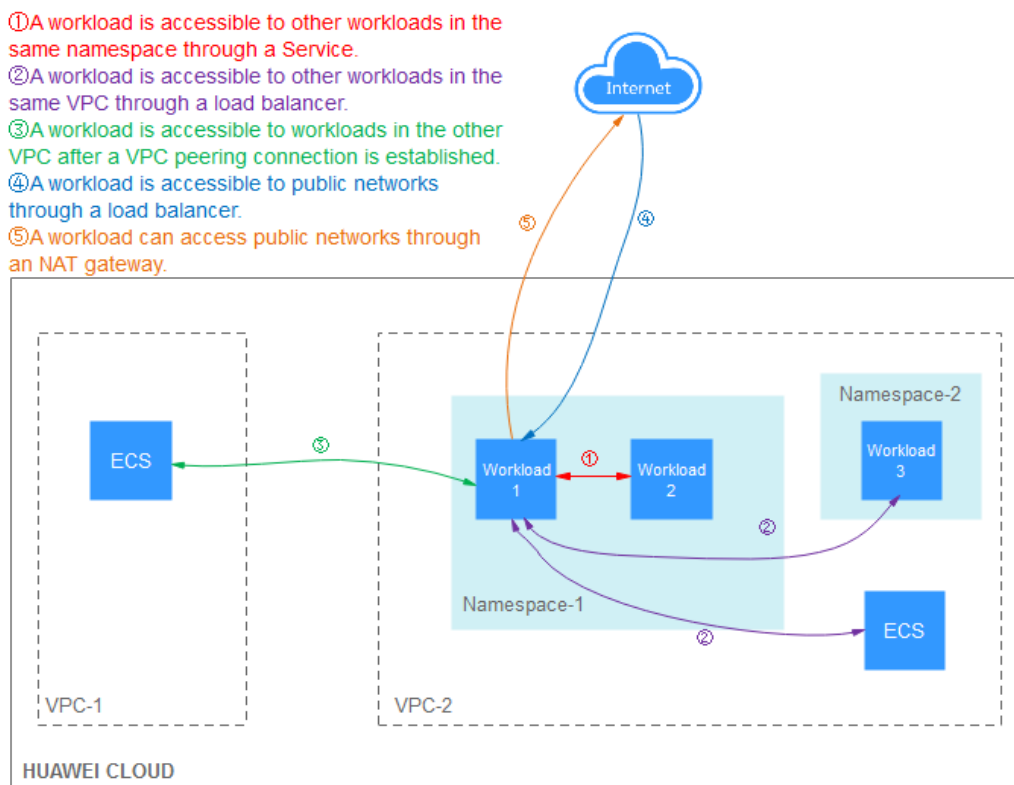 ①A workload is accessible to other workloads in the
same namespace through a Service.
②A workload is accessible to other workloads in the
same VPC through a load balancer.
③A workload is accessible to workloads in the other
VPC after a VPC peering connection is established.
④A workload is accessible to public networks
through a load balancer.
⑤A workload can access public networks through
an NAT gateway.
Internet
⑤
④
Namespace-2
ECS
③
Workload
1
①
Workload
2
Workload
3
②
Namespace-1
②
ECS
VPC-1
VPC-2
HUAWEI CLOUD